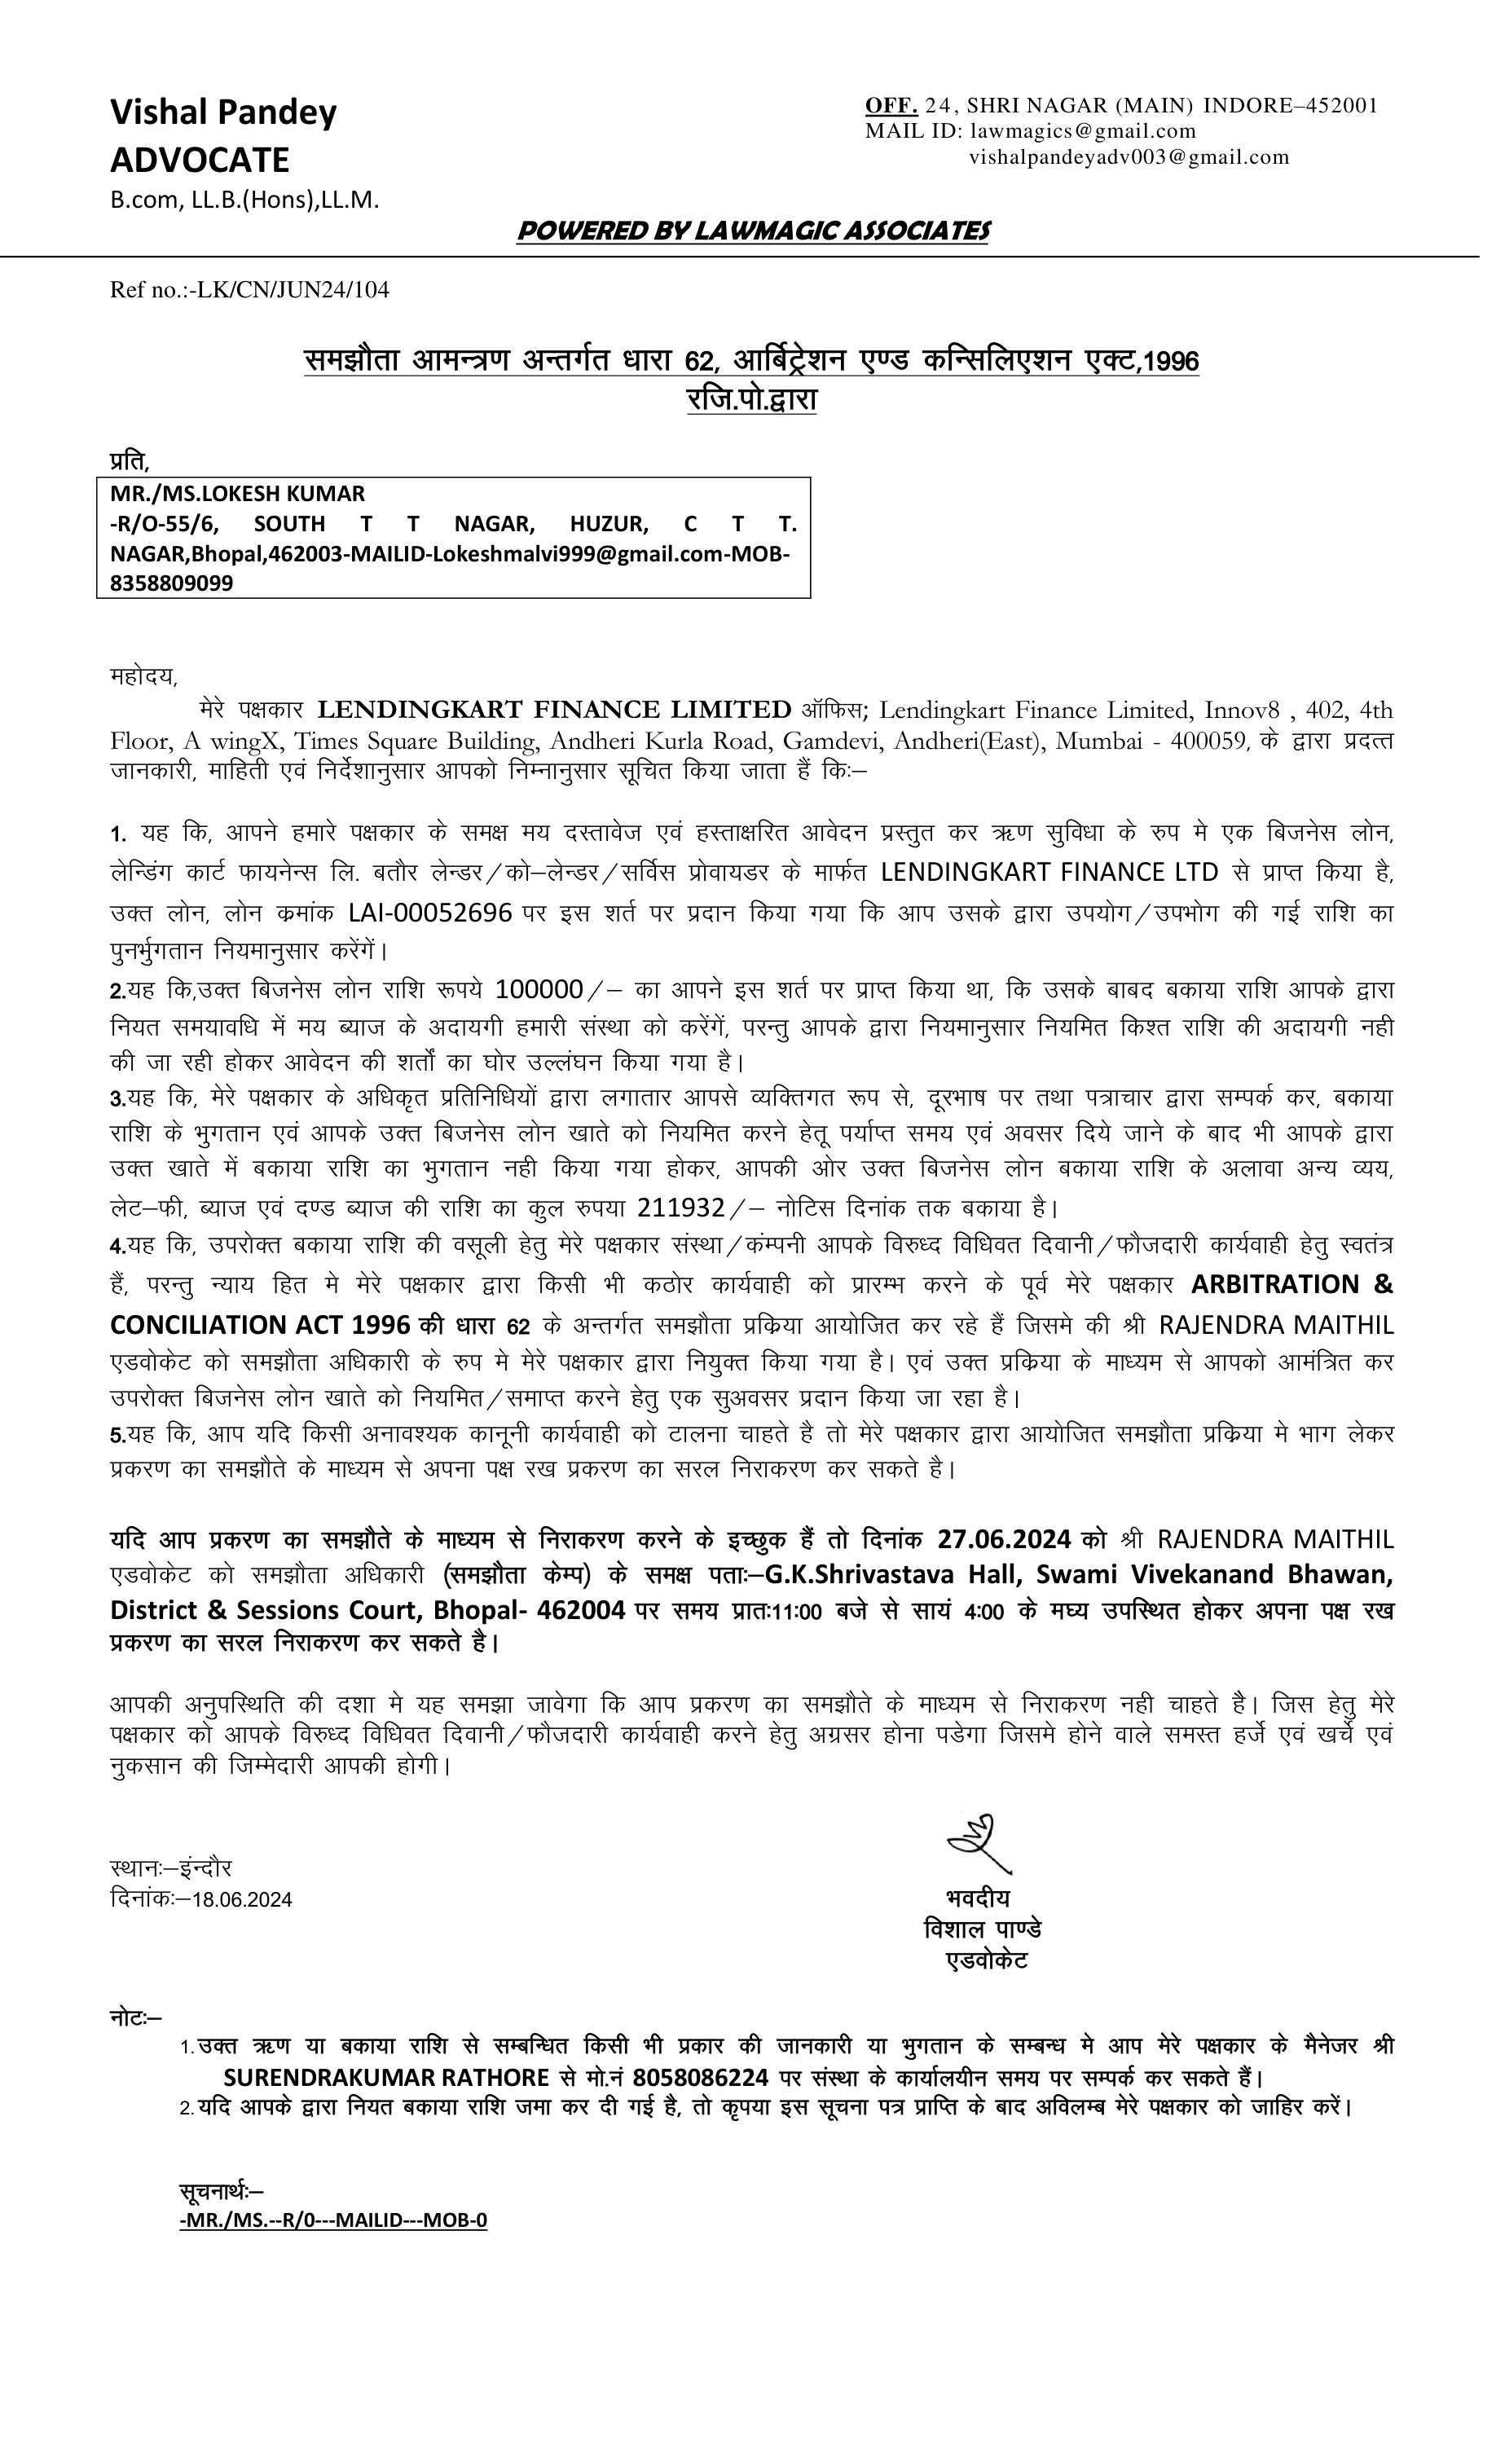 Vishal Pandey
ADVOCATE
B.com, LL.B.(Hons),LL.M.
OFF. 24, SHRI NAGAR (MAIN) INDORE–452001
MAIL ID: lawmagics@gmail.com
vishalpandeyadv003@gmail.com
POWERED BY LAWMAGIC ASSOCIATES
Ref no.:-LK/CN/JUN24/104
समझौता आमन्त्रण अन्तर्गत धारा 62, आर्बिट्रेशन एण्ड कन्सिलिएशन एक्ट,1996
रजि.पो.द्वारा
प्रति,
MR./MS.LOKESH KUMAR
-R/O-55/6, SOUTH T T NAGAR, HUZUR, C T T.
NAGAR,Bhopal,462003-MAILID-Lokeshmalvi999@gmail.com-MOB-
8358809099
महोदय,
मेरे पक्षकार LENDINGKART FINANCE LIMITED ऑफिस; Lendingkart Finance Limited, Innov8 , 402, 4th
Floor, A wingX, Times Square Building, Andheri Kurla Road, Gamdevi, Andheri(East), Mumbai - 400059, के द्वारा प्रदत्त
जानकारी, माहिती एवं निर्देशानुसार आपको निम्नानुसार सूचित किया जाता हैं कि:–
1. यह कि, आपने हमारे पक्षकार के समक्ष मय दस्तावेज एवं हस्ताक्षरित आवेदन प्रस्तुत कर ऋण सुविधा के रुप मे एक बिजनेस लोन,
लेन्डिंग कार्ट फायनेन्स लि. बतौर लेन्डर/को–लेन्डर/सर्विस प्रोवायडर के मार्फत LENDINGKART FINANCE LTD से प्राप्त किया है,
उक्त लोन, लोन क्रमांक LAI-00052696 पर इस शर्त पर प्रदान किया गया कि आप उसके द्वारा उपयोग/उपभोग की गई राशि का
पुनर्भुगतान नियमानुसार करेंगें।
2.यह कि,उक्त बिजनेस लोन राशि रूपये 100000/– का आपने इस शर्त पर प्राप्त किया था, कि उसके बाबद बकाया राशि आपके द्वारा
नियत समयावधि में मय ब्याज के अदायगी हमारी संस्था को करेंगें, परन्तु आपके द्वारा नियमानुसार नियमित किश्त राशि की अदायगी नही
की जा रही होकर आवेदन की शर्तों का घोर उल्लंघन किया गया है।
3.यह कि, मेरे पक्षकार के अधिकृत प्रतिनिधियों द्वारा लगातार आपसे व्यक्तिगत रूप से, दूरभाष पर तथा पत्राचार द्वारा सम्पर्क कर, बकाया
राशि के भुगतान एवं आपके उक्त बिजनेस लोन खाते को नियमित करने हेतू पर्याप्त समय एवं अवसर दिये जाने के बाद भी आपके द्वारा
उक्त खाते में बकाया राशि का भुगतान नही किया गया होकर, आपकी ओर उक्त बिजनेस लोन बकाया राशि के अलावा अन्य व्यय,
लेट–फी, ब्याज एवं दण्ड ब्याज की राशि का कुल रुपया 211932/– नोटिस दिनांक तक बकाया है।
4.यह कि, उपरोक्त बकाया राशि की वसूली हेतु मेरे पक्षकार संस्था/कंम्पनी आपके विरुध्द विधिवत दिवानी/फौजदारी कार्यवाही हेतु स्वतंत्र
हैं, परन्तु न्याय हित मे मेरे पक्षकार द्वारा किसी भी कठोर कार्यवाही को प्रारम्भ करने के पूर्व मेरे पक्षकार ARBITRATION &
CONCILIATION ACT 1996 की धारा 62 के अन्तर्गत समझौता प्रक्रिया आयोजित कर रहे हैं जिसमे की श्री RAJENDRA MAITHIL
एडवोकेट को समझौता अधिकारी के रुप मे मेरे पक्षकार द्वारा नियुक्त किया गया है। एवं उक्त प्रक्रिया के माध्यम से आपको आमंत्रित कर
उपरोक्त बिजनेस लोन खाते को नियमित/समाप्त करने हेतु एक सुअवसर प्रदान किया जा रहा है।
5.यह कि, आप यदि किसी अनावश्यक कानूनी कार्यवाही को टालना चाहते है तो मेरे पक्षकार द्वारा आयोजित समझौता प्रक्रिया मे भाग लेकर
प्रकरण का समझौते के माध्यम से अपना पक्ष रख प्रकरण का सरल निराकरण कर सकते है।
यदि आप प्रकरण का समझौते के माध्यम से निराकरण करने के इच्छुक हैं तो दिनांक 27.06.2024 को श्री RAJENDRA MAITHIL
एडवोकेट को समझौता अधिकारी (समझौता केम्प) के समक्ष पता:–G.K.Shrivastava Hall, Swami Vivekanand Bhawan,
District & Sessions Court, Bhopal- 462004 पर समय प्रातः11:00 बजे से सायं 4:00 के मघ्य उपस्थित होकर अपना पक्ष रख
प्रकरण का सरल निराकरण कर सकते है।
आपकी अनुपस्थिति की दशा मे यह समझा जावेगा कि आप प्रकरण का समझौते के माध्यम से निराकरण नही चाहते है। जिस हेतु मेरे
पक्षकार को आपके विरुध्द विधिवत दिवानी/फौजदारी कार्यवाही करने हेतु अग्रसर होना पडेगा जिसमे होने वाले समस्त हर्जे एवं खर्चे एवं
नुकसान की जिम्मेदारी आपकी होगी।
स्थान:–इंन्दौर
दिनांक:–18.06.2024
भवदीय
विशाल पाण्डे
एडवोकेट
नोट:–
1. उक्त ऋण या बकाया राशि से सम्बन्धित किसी भी प्रकार की जानकारी या भुगतान के सम्बन्ध मे आप मेरे पक्षकार के मैनेजर श्री
SURENDRAKUMAR RATHORE से मो.नं 8058086224 पर संस्था के कार्यालयीन समय पर सम्पर्क कर सकते हैं।
2. यदि आपके द्वारा नियत बकाया राशि जमा कर दी गई है, तो कृपया इस सूचना पत्र प्राप्ति के बाद अविलम्ब मेरे पक्षकार को जाहिर करें।
सूचनार्थ:–
-MR./MS.--R/0---MAILID---MOB-0